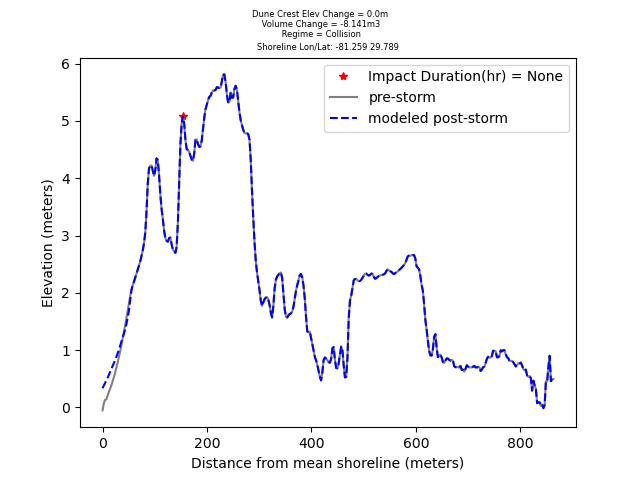 Dune Crest Elev Change = 0.0m
Volume Change = -8.141m3
Regime = Collision
Shoreline Lon/Lat: -81.259 29.789
Impact Duration(hr) = None
pre-storm
modeled post-storm
Elevation (meters)
6
5
4
3
2
1
0
0 200 400 600 800
Distance from mean shoreline (meters)